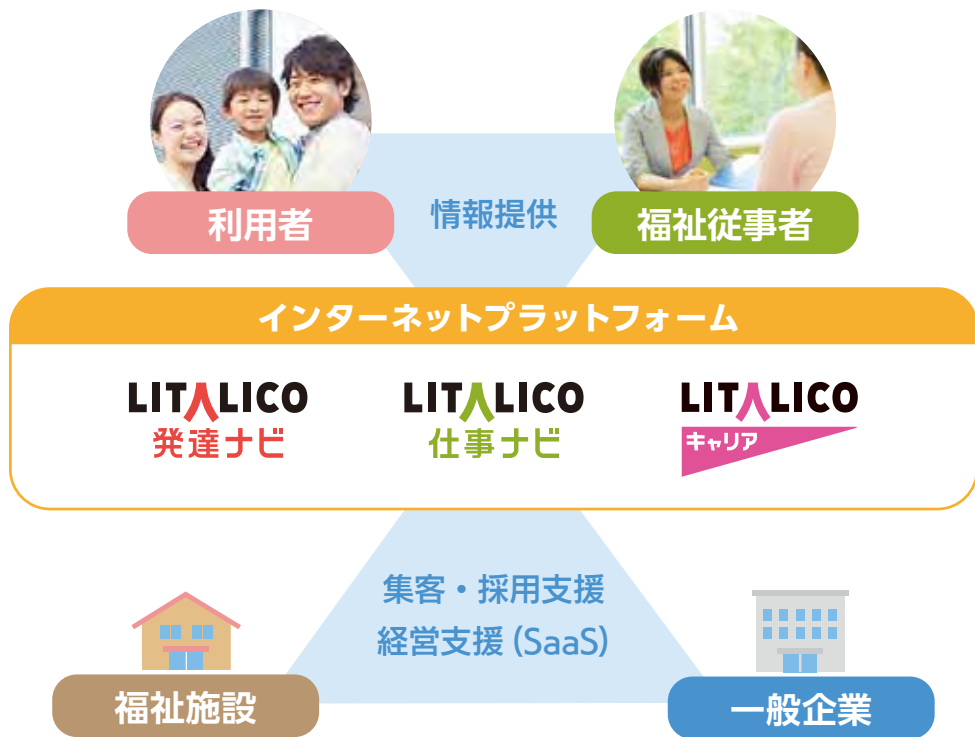 利用者
情報提供
福祉従事者
インターネットプラットフォーム
LITALICO
発達ナビ
LITALICO
仕事ナビ
LITALICO
キャリア
集客・採用支援
経営支援 (SaaS)
福祉施設
一般企業